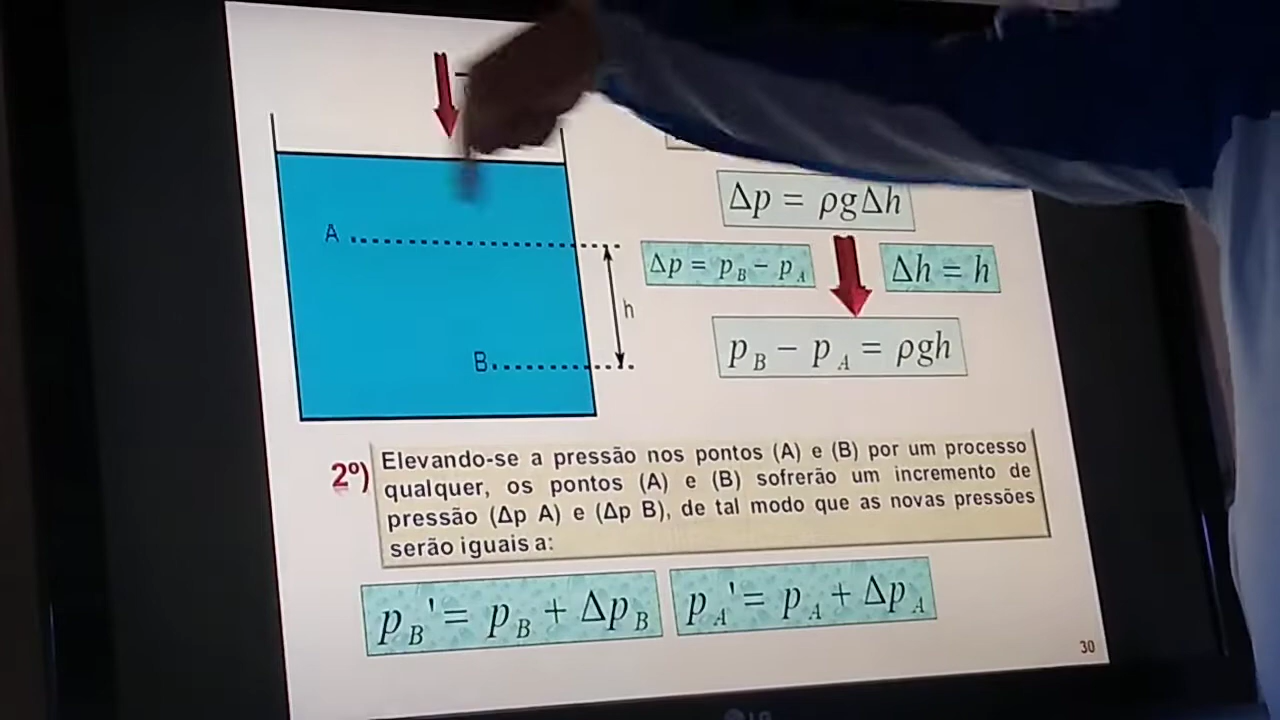 Δp = ρgΔh
A
Δp = p_B − p_A
Δh = h
h
p_B − p_A = ρgh
B
2º)
Elevando-se a pressão nos pontos (A) e (B) por um processo
qualquer, os pontos (A) e (B) sofrerão um incremento de
pressão (Δp A) e (Δp B), de tal modo que as novas pressões
serão iguais a:
p_B' = p_B + Δp_B
p_A' = p_A + Δp_A
30
LG